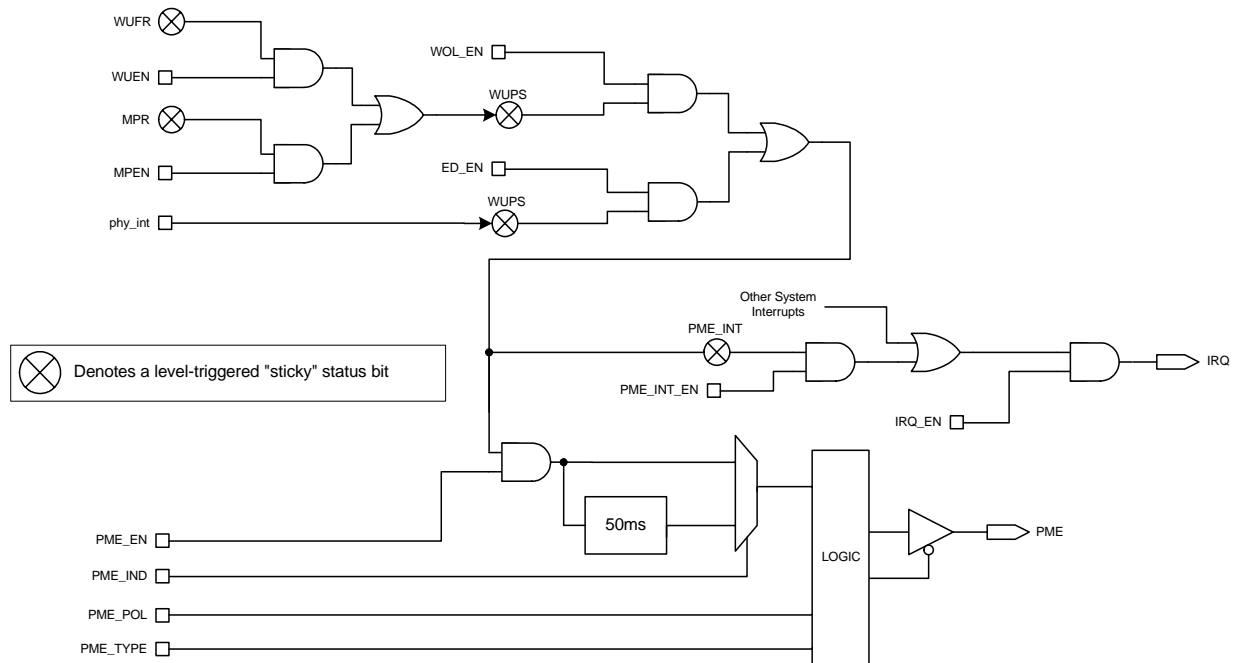 WUFR
WOL_EN
WUEN
WUPS
MPR
ED_EN
MPEN
WUPS
phy_int
Other System
Interrupts
PME_INT
IRQ
Denotes a level-triggered "sticky" status bit
PME_INT_EN
IRQ_EN
50ms
PME_EN
PME
LOGIC
PME_IND
PME_POL
PME_TYPE